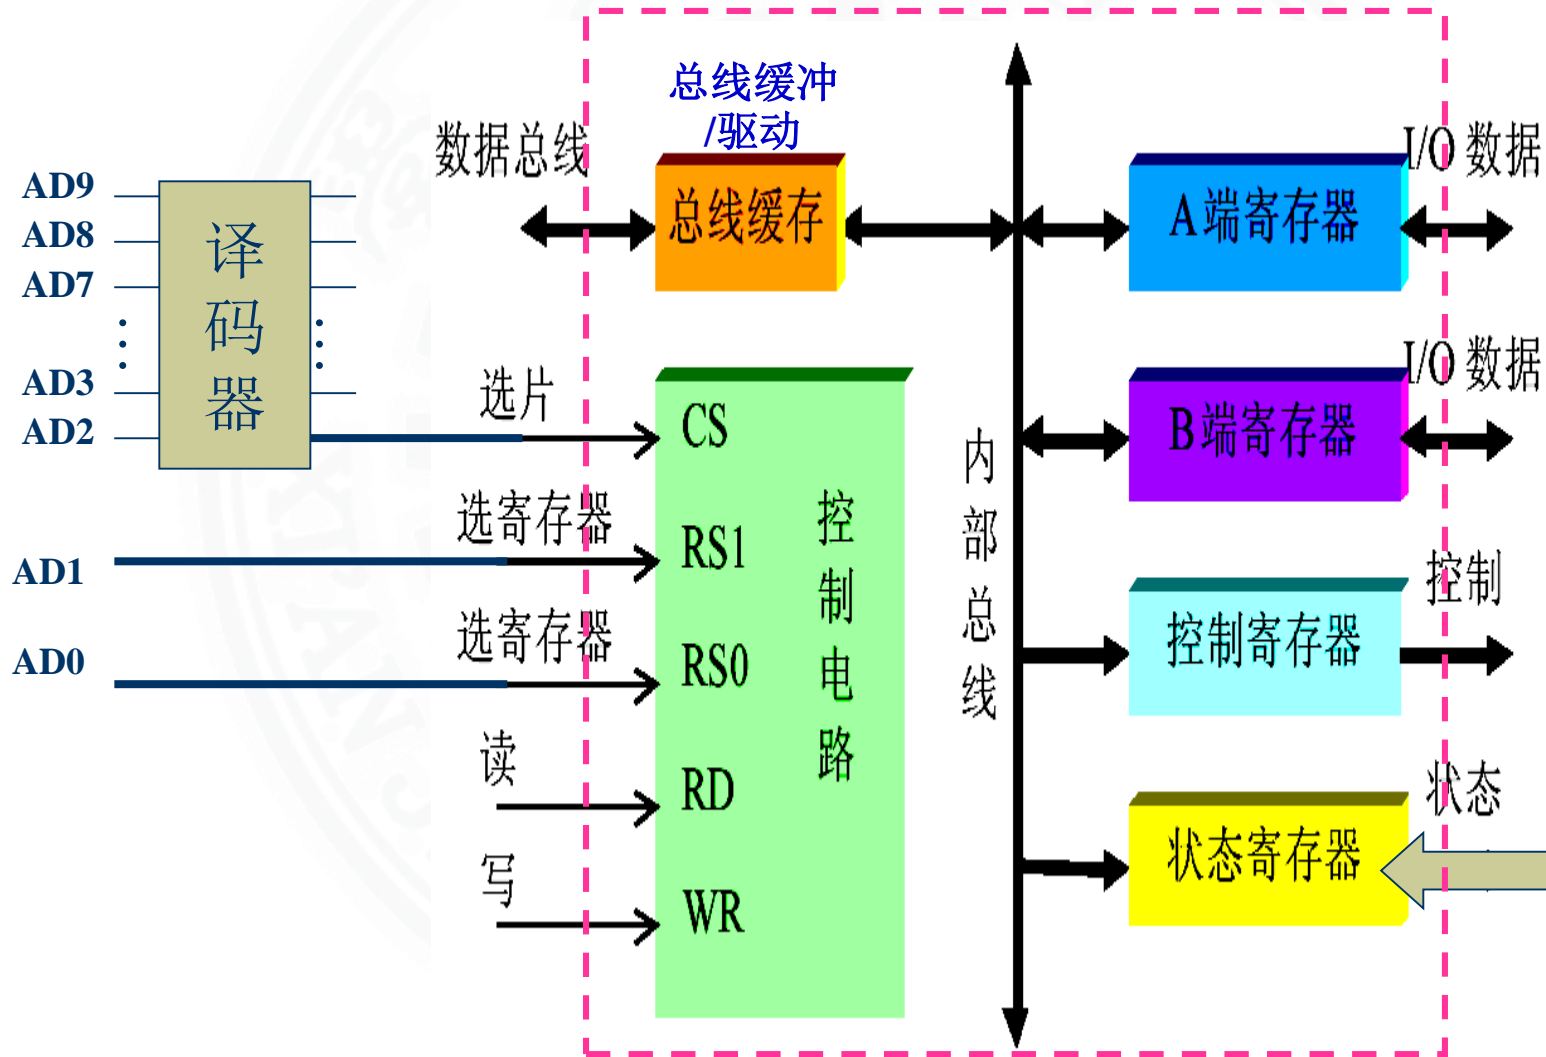 总线缓冲
/驱动
数据总线
总线缓存
I/O 数据
A端寄存器
AD9
AD8
AD7
AD3
AD2
译码器
I/O 数据
B端寄存器
选片
CS
选寄存器
RS1
AD1
选寄存器
RS0
AD0
读
RD
写
WR
控制电路
内部总线
控制
控制寄存器
状态
状态寄存器